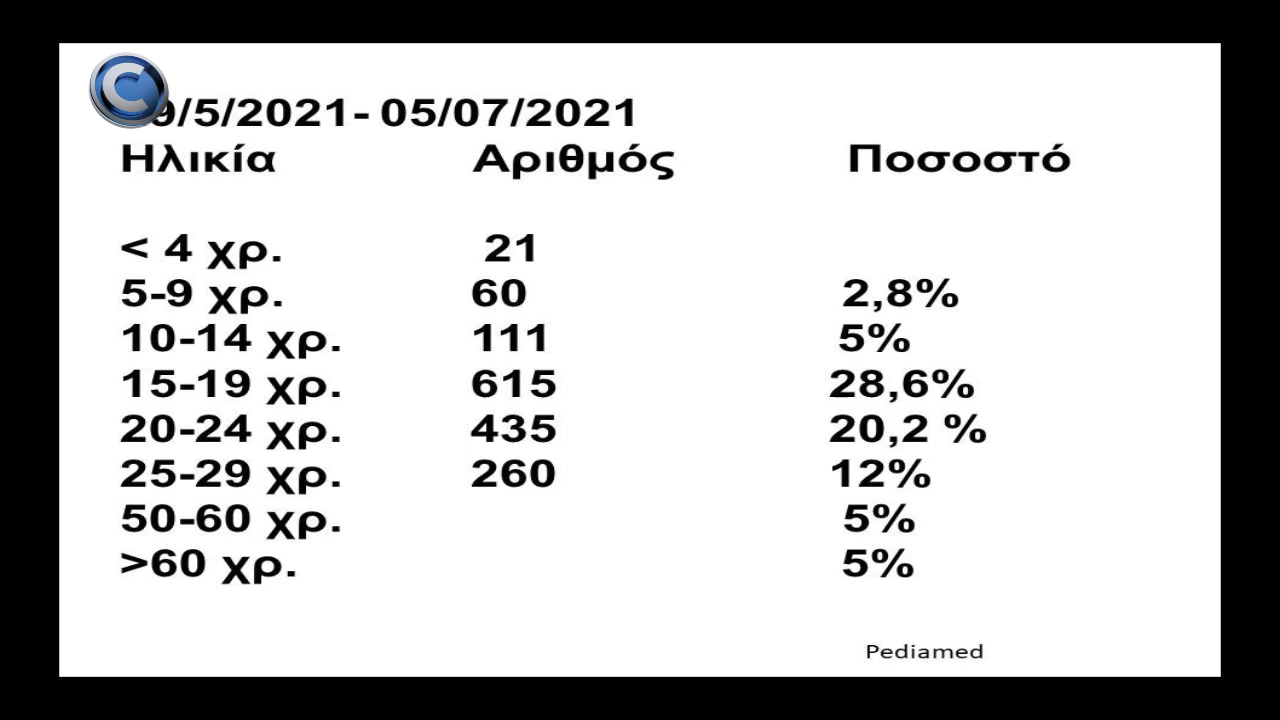 9/5/2021- 05/07/2021
Ηλικία Αριθμός Ποσοστό
< 4 χρ. 21
5-9 χρ. 60 2,8%
10-14 χρ. 111 5%
15-19 χρ. 615 28,6%
20-24 χρ. 435 20,2 %
25-29 χρ. 260 12%
50-60 χρ. 5%
>60 χρ. 5%
Pediamed